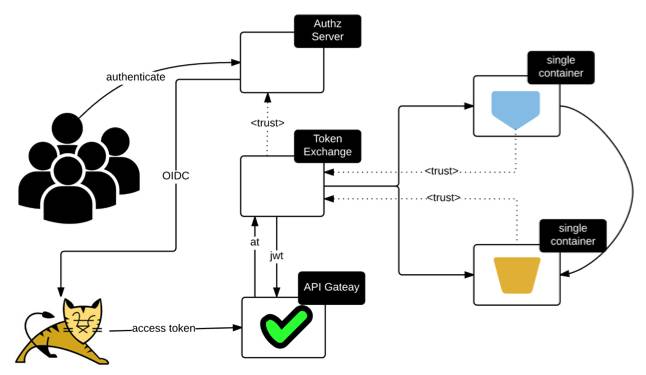 Authz
Server
authenticate
single
container
<trust>
Token
Exchange
<trust>
OIDC
<trust>
single
container
at
jwt
API Gateay
access token